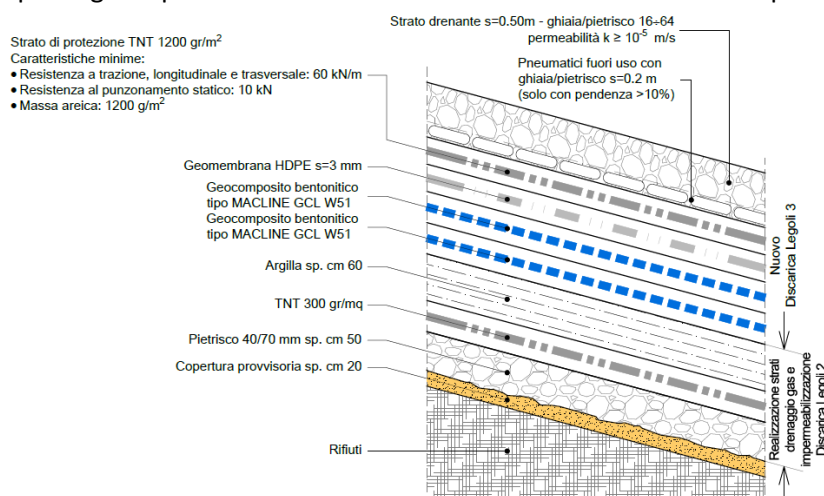 Strato drenante s=0.50m - ghiaia/pietrisco 16÷64
permeabilità k ≥ 10⁻⁵ m/s
Strato di protezione TNT 1200 gr/m²
Caratteristiche minime:
• Resistenza a trazione, longitudinale e trasversale: 60 kN/m
• Resistenza al punzonamento statico: 10 kN
• Massa areica: 1200 g/m²
Pneumatici fuori uso con
ghiaia/pietrisco s=0.2 m
(solo con pendenza >10%)
Geomembrana HDPE s=3 mm
Geocomposito bentonitico
tipo MACLINE GCL W51
Geocomposito bentonitico
tipo MACLINE GCL W51
Argilla sp. cm 60
TNT 300 gr/mq
Pietrisco 40/70 mm sp. cm 50
Copertura provvisoria sp. cm 20
Rifiuti
Nuovo
Discarica Legoli 3
Realizzazione strati
drenaggio gas e
impermeabilizzazione
Discarica Legoli 2